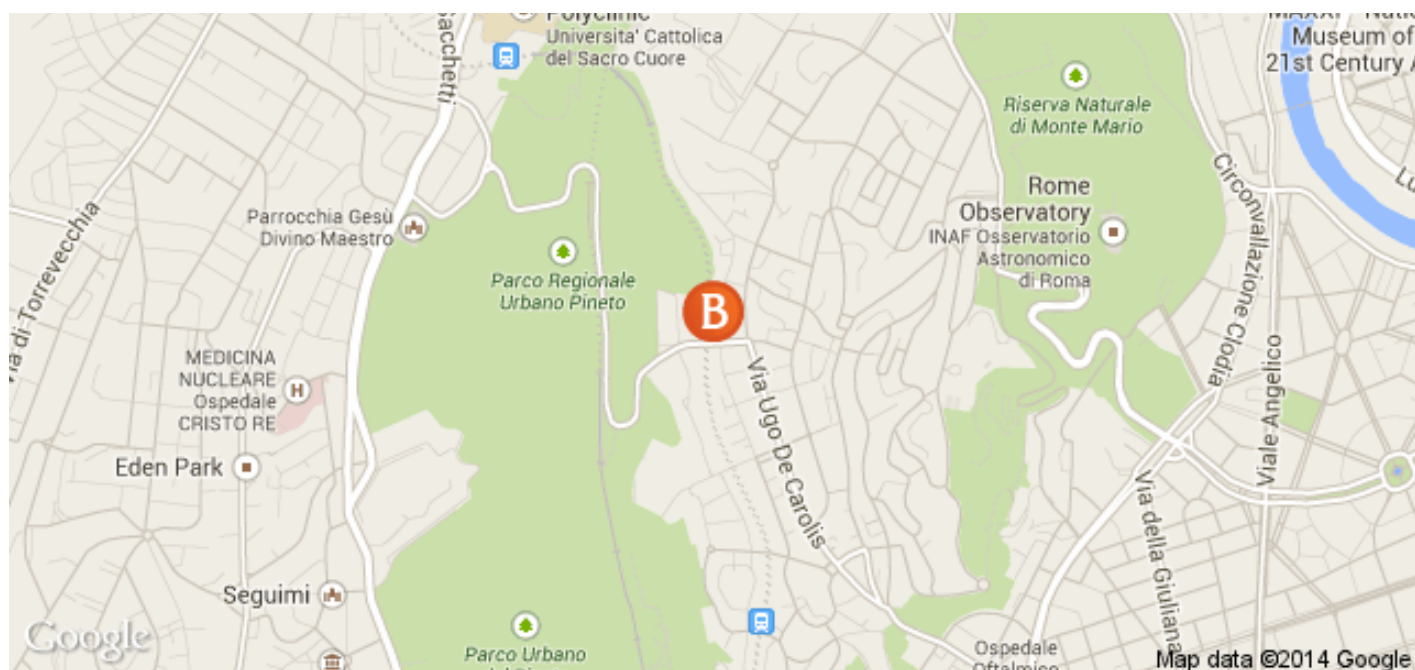 Polyclinic
Universita' Cattolica
del Sacro Cuore
Sacchetti
Museum of
21st Century A
Riserva Naturale
di Monte Mario
Rome
Observatory
INAF Osservatorio
Astronomico
di Roma
Circonvallazione Clodia
Lu
Parrocchia Gesù
Divino Maestro
di Torrevecchia
Parco Regionale
Urbano Pineto
B
MEDICINA
NUCLEARE
Ospedale
CRISTO RE
H
Eden Park
Via Ugo De Carolis
Viale Angelico
Via della Giuliana
Seguimi
Google
Parco Urbano
Ospedale
Oftalmico
Map data ©2014 Google